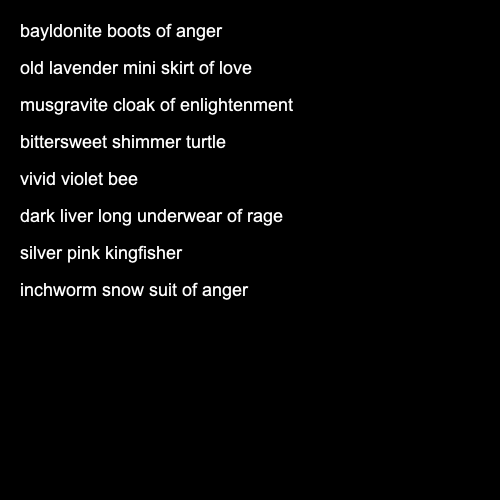 bayldonite boots of anger
old lavender mini skirt of love
musgravite cloak of enlightenment
bittersweet shimmer turtle
vivid violet bee
dark liver long underwear of rage
silver pink kingfisher
inchworm snow suit of anger